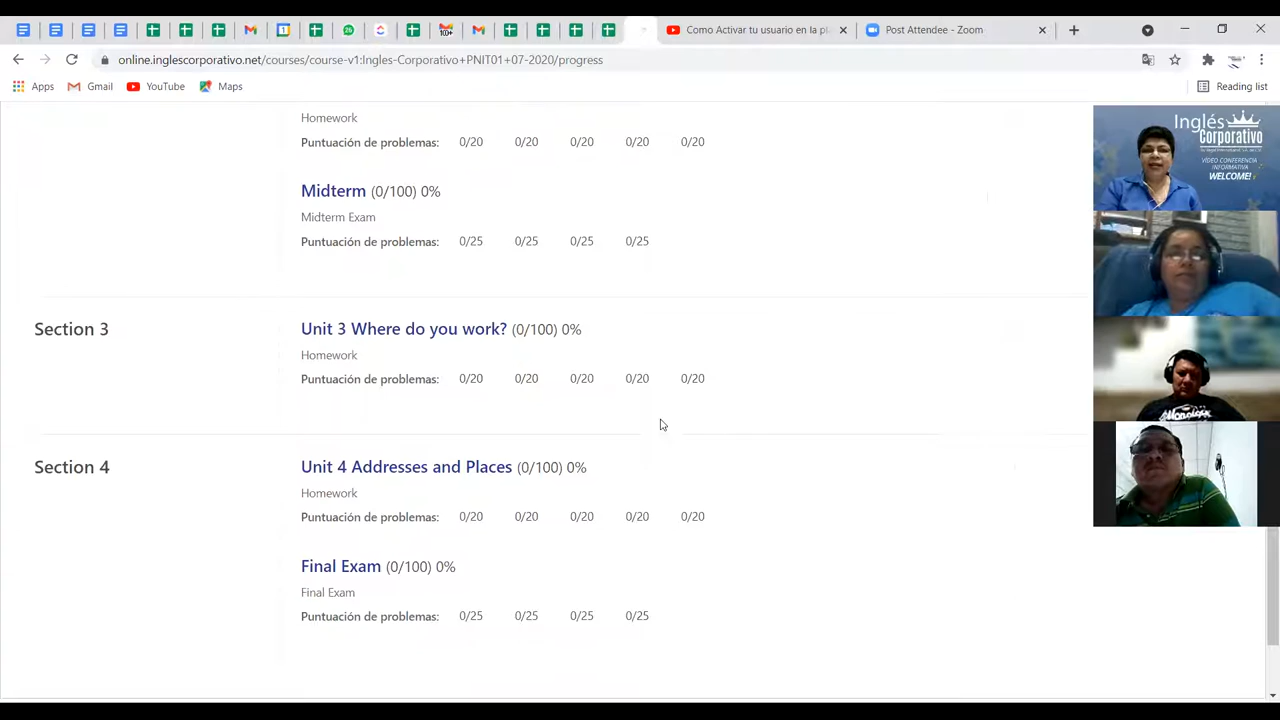 Como Activar tu usuario en la pl
Post Attendee - Zoom
online.inglescorporativo.net/courses/course-v1:Ingles-Corporativo+PNIT01+07-2020/progress
Apps
Gmail
YouTube
Maps
Reading list
Homework
Puntuación de problemas: 0/20 0/20 0/20 0/20 0/20
Midterm (0/100) 0%
Midterm Exam
Puntuación de problemas: 0/25 0/25 0/25 0/25
Section 3
Unit 3 Where do you work? (0/100) 0%
Homework
Puntuación de problemas: 0/20 0/20 0/20 0/20 0/20
Section 4
Unit 4 Addresses and Places (0/100) 0%
Homework
Puntuación de problemas: 0/20 0/20 0/20 0/20 0/20
Final Exam (0/100) 0%
Final Exam
Puntuación de problemas: 0/25 0/25 0/25 0/25
Inglés
Corporativo
VÍDEO CONFERENCIA
INFORMATIVA
WELCOME!